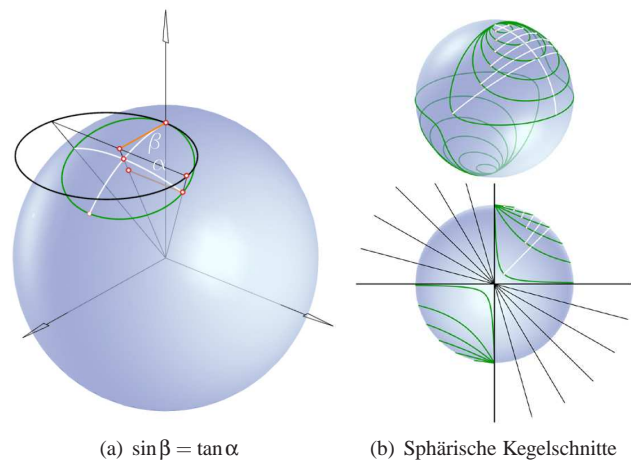 β
α
(a) sin β = tan α
(b) Sphärische Kegelschnitte